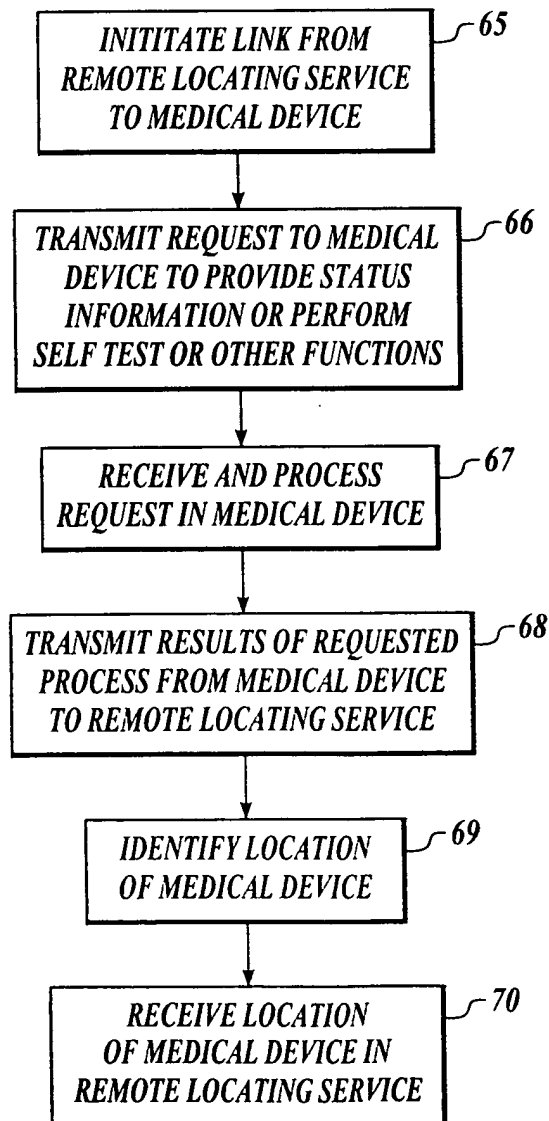 INITITATE LINK FROM
REMOTE LOCATING SERVICE
TO MEDICAL DEVICE
65
TRANSMIT REQUEST TO MEDICAL
DEVICE TO PROVIDE STATUS
INFORMATION OR PERFORM
SELF TEST OR OTHER FUNCTIONS
66
RECEIVE AND PROCESS
REQUEST IN MEDICAL DEVICE
67
TRANSMIT RESULTS OF REQUESTED
PROCESS FROM MEDICAL DEVICE
TO REMOTE LOCATING SERVICE
68
IDENTIFY LOCATION
OF MEDICAL DEVICE
69
RECEIVE LOCATION
OF MEDICAL DEVICE IN
REMOTE LOCATING SERVICE
70